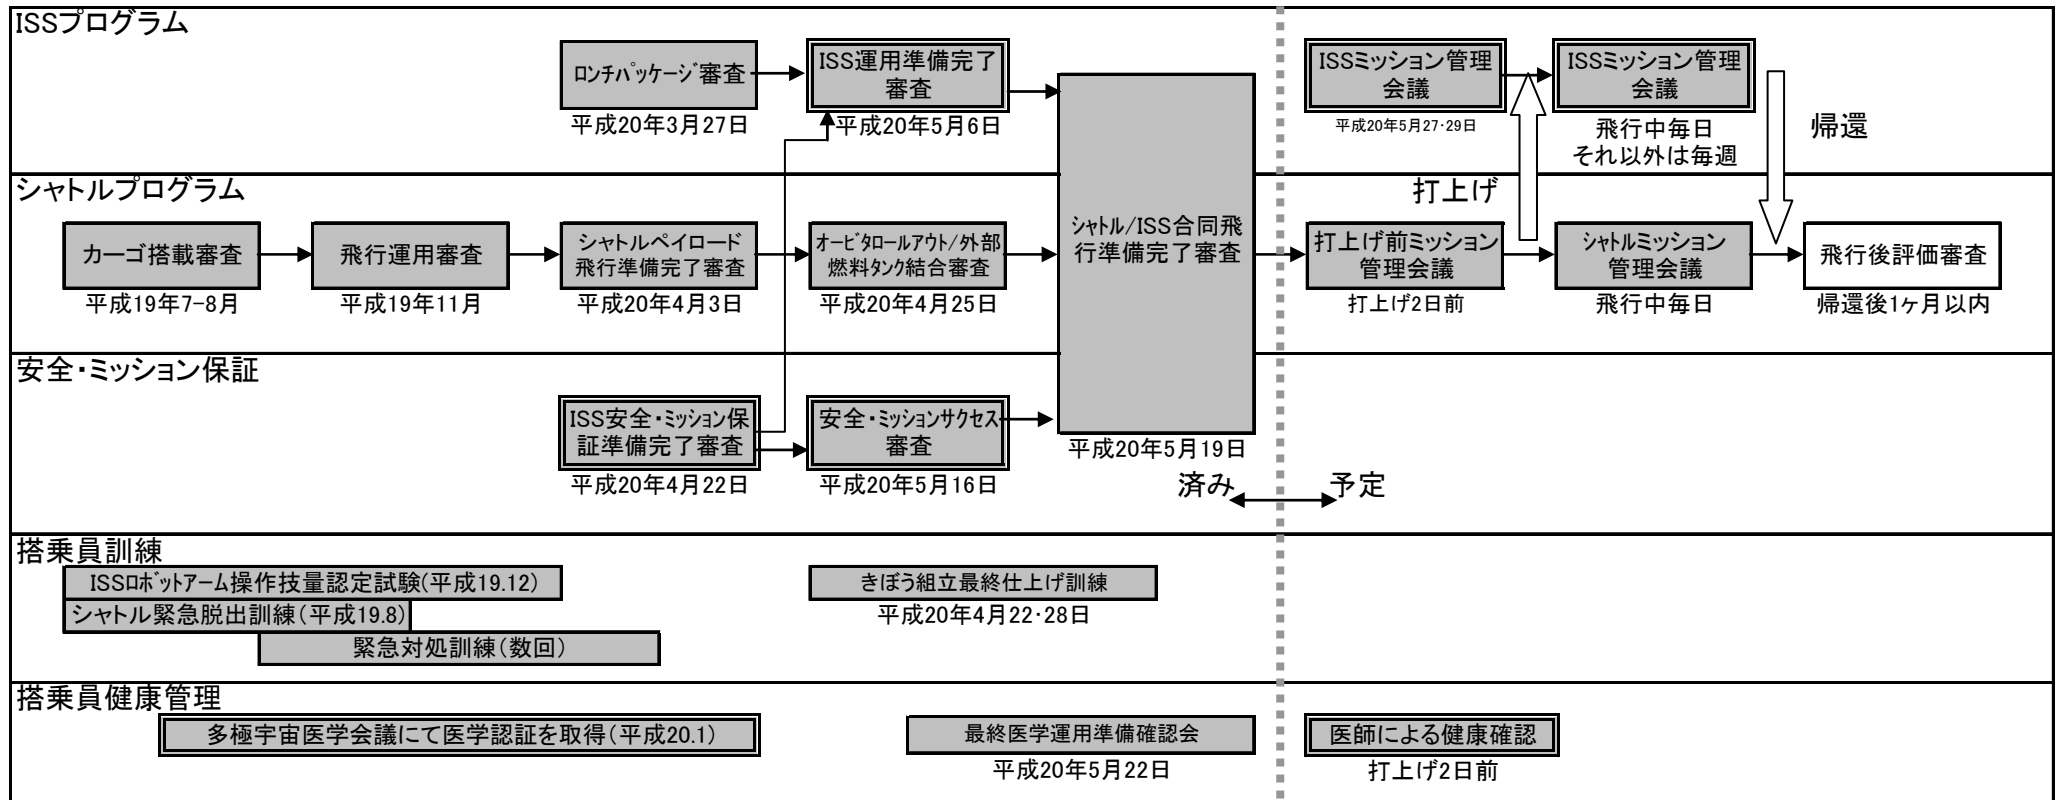 ISSプログラム
ﾛﾝﾁﾊﾟｯｹｰｼﾞ審査
平成20年3月27日
ISS運用準備完了
審査
平成20年5月6日
ISSミッション管理
会議
平成20年5月27・29日
ISSミッション管理
会議
飛行中毎日
それ以外は毎週
帰還
シャトルプログラム
打上げ
カーゴ搭載審査
平成19年7-8月
飛行運用審査
平成19年11月
シャトルペイロード
飛行準備完了審査
平成20年4月3日
ｵｰﾋﾞﾀﾛｰﾙｱｳﾄ/外部
燃料ﾀﾝｸ結合審査
平成20年4月25日
ｼｬﾄﾙ/ISS合同飛
行準備完了審査
平成20年5月19日
打上げ前ミッション
管理会議
打上げ2日前
ｼｬﾄﾙミッション
管理会議
飛行中毎日
飛行後評価審査
帰還後1ヶ月以内
安全・ミッション保証
ISS安全・ﾐｯｼｮﾝ保
証準備完了審査
平成20年4月22日
安全・ﾐｯｼｮﾝｻｸｾｽ
審査
平成20年5月16日
済み
予定
搭乗員訓練
ISSﾛﾎﾞｯﾄアーム操作技量認定試験(平成19.12)
シャトル緊急脱出訓練(平成19.8)
緊急対処訓練(数回)
きぼう組立最終仕上げ訓練
平成20年4月22・28日
搭乗員健康管理
多極宇宙医学会議にて医学認証を取得(平成20.1)
最終医学運用準備確認会
平成20年5月22日
医師による健康確認
打上げ2日前